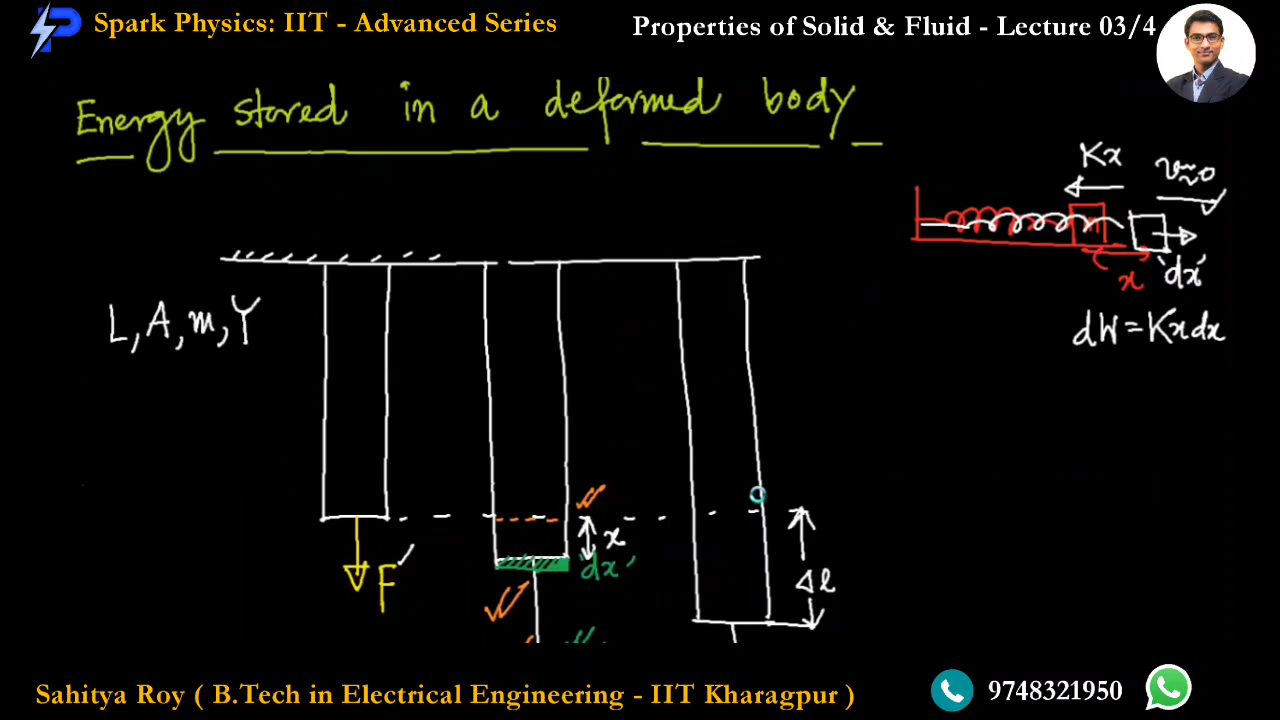 Spark Physics: IIT - Advanced Series
Properties of Solid & Fluid - Lecture 03/4
Energy stored in a deformed body
Kx
v≈0
x
'dx'
dW=Kxdx
L, A, m, Y
x
'dx'
F
Δl
Sahitya Roy ( B.Tech in Electrical Engineering - IIT Kharagpur )
9748321950